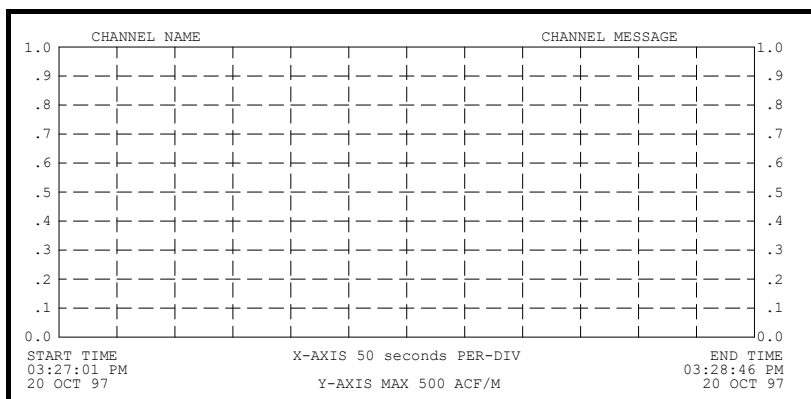 CHANNEL NAME CHANNEL MESSAGE
1.0 1.0
.9 .9
.8 .8
.7 .7
.6 .6
.5 .5
.4 .4
.3 .3
.2 .2
.1 .1
0.0 0.0
START TIME X-AXIS 50 seconds PER-DIV END TIME
03:27:01 PM 03:28:46 PM
20 OCT 97 Y-AXIS MAX 500 ACF/M 20 OCT 97